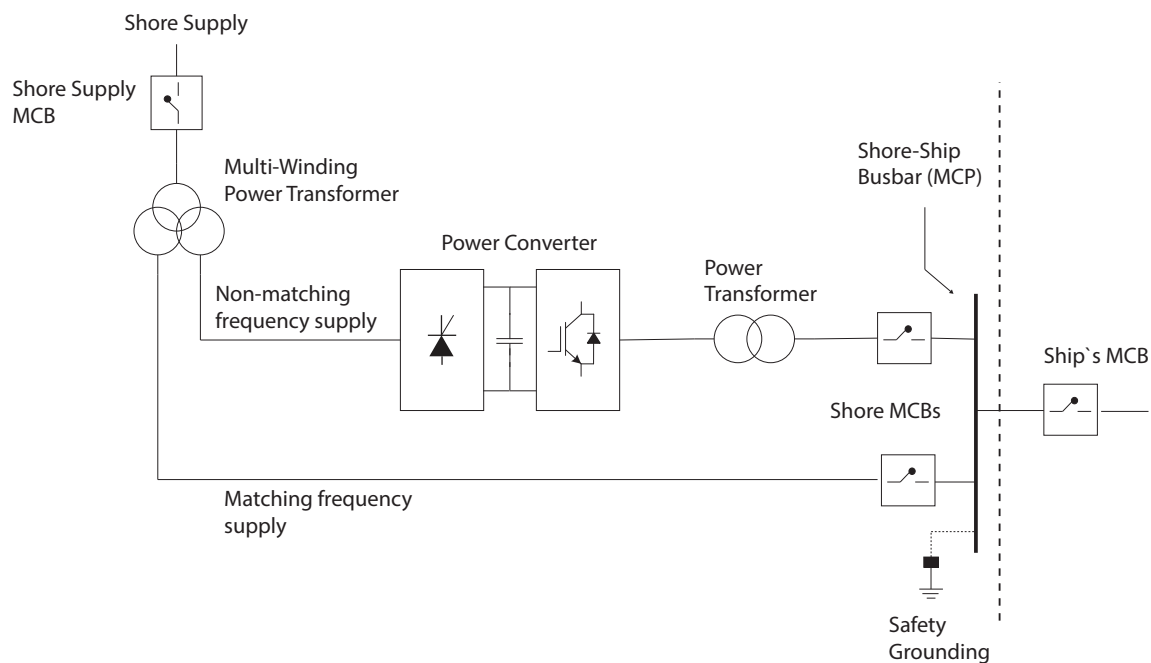 Shore Supply
Shore Supply
MCB
Multi-Winding
Power Transformer
Shore-Ship
Busbar (MCP)
Power Converter
Power
Transformer
Non-matching
frequency supply
Ship`s MCB
Shore MCBs
Matching frequency
supply
Safety
Grounding